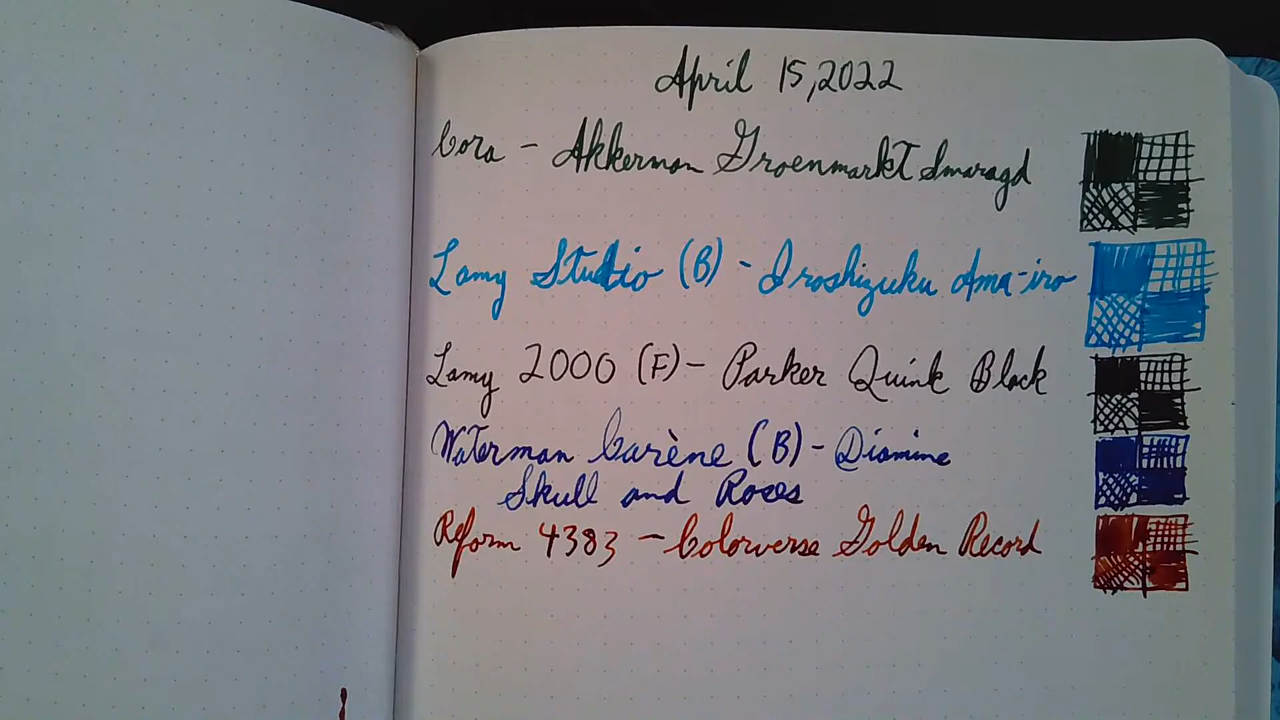 April 15, 2022
Cora - Akkerman Groenmarkt Smaragd
Lamy Studio (B) - Iroshizuku Ama-iro
Lamy 2000 (F) - Parker Quink Black
Waterman Carène (B) - Diamine
Skull and Roses
Reform 4383 - Colorverse Golden Record